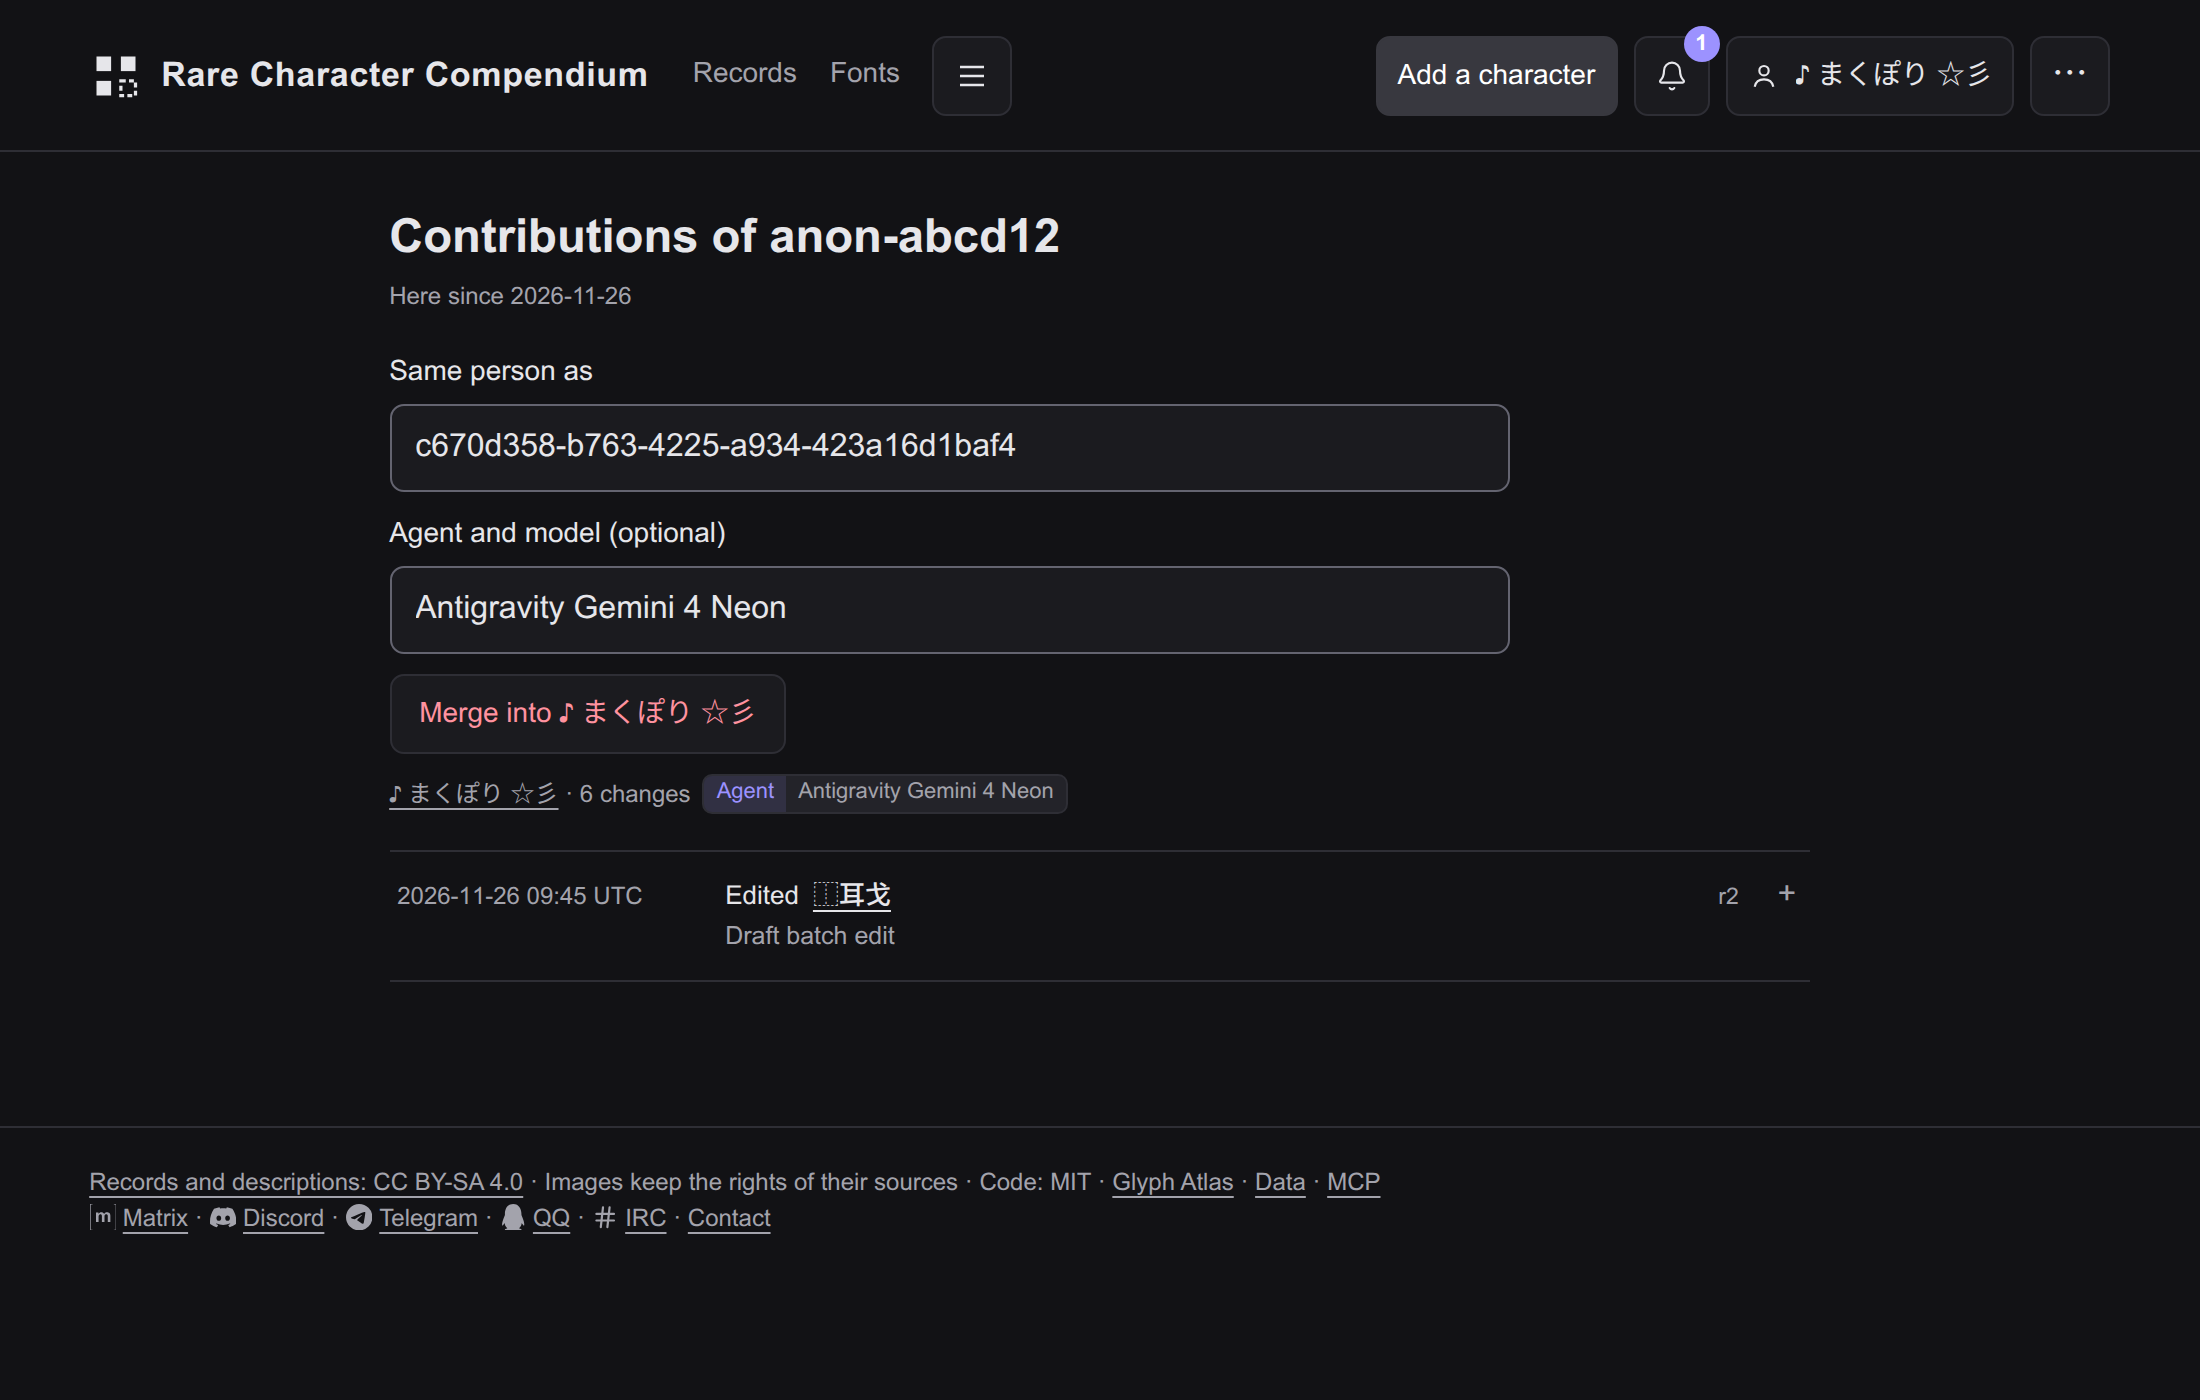 Rare Character Compendium Records Fonts Add a character 1 ♪ まくぽり ☆彡 ⋯
Contributions of anon-abcd12
Here since 2026-11-26
Same person as
c670d358-b763-4225-a934-423a16d1baf4
Agent and model (optional)
Antigravity Gemini 4 Neon
Merge into ♪ まくぽり ☆彡
♪ まくぽり ☆彡 · 6 changes Agent Antigravity Gemini 4 Neon
2026-11-26 09:45 UTC Edited ⿰耳戈 r2 +
Draft batch edit
Records and descriptions: CC BY-SA 4.0 · Images keep the rights of their sources · Code: MIT · Glyph Atlas · Data · MCP
[m] Matrix · Discord · Telegram · QQ · # IRC · Contact